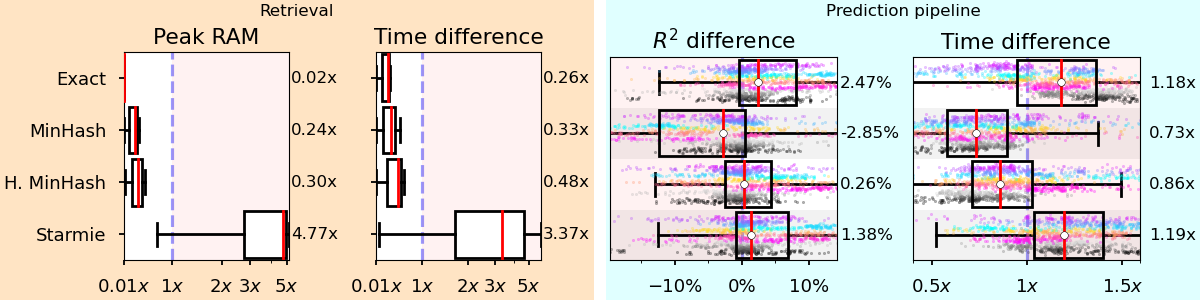 Retrieval
Prediction pipeline
Peak RAM
Time difference
R² difference
Time difference
Exact
0.02x
0.26x
2.47%
1.18x
MinHash
0.24x
0.33x
-2.85%
0.73x
H. MinHash
0.30x
0.48x
0.26%
0.86x
Starmie
4.77x
3.37x
1.38%
1.19x
0.01x 1x 2x 3x 5x
0.01x 1x 2x 3x 5x
−10% 0% 10%
0.5x 1x 1.5x